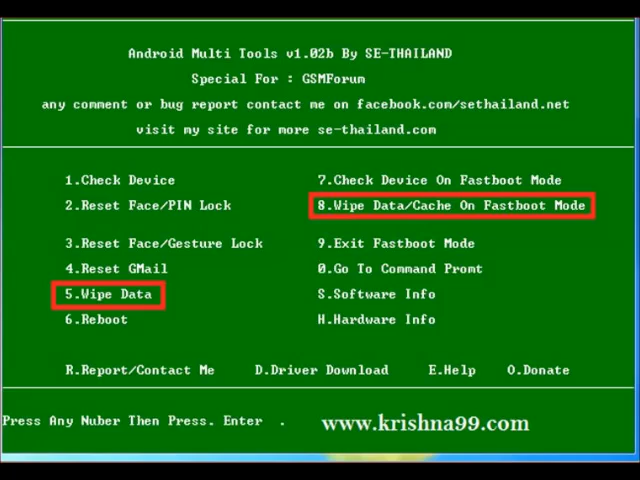 Android Multi Tools v1.02b By SE-THAILAND
Special For : GSMForum
any comment or bug report contact me on facebook.com/sethailand.net
visit my site for more se-thailand.com
1.Check Device 7.Check Device On Fastboot Mode
2.Reset Face/PIN Lock 8.Wipe Data/Cache On Fastboot Mode
3.Reset Face/Gesture Lock 9.Exit Fastboot Mode
4.Reset GMail 0.Go To Command Promt
5.Wipe Data S.Software Info
6.Reboot H.Hardware Info
R.Report/Contact Me D.Driver Download E.Help O.Donate
Press Any Nuber Then Press. Enter . www.krishna99.com